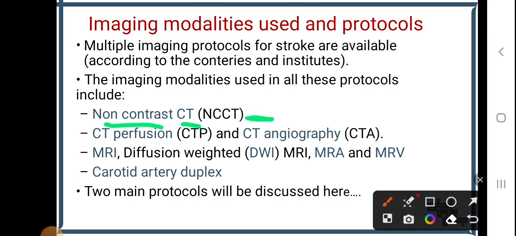 Imaging modalities used and protocols
• Multiple imaging protocols for stroke are available
(according to the conteries and institutes).
• The imaging modalities used in all these protocols
include:
– Non contrast CT (NCCT)
– CT perfusion (CTP) and CT angiography (CTA).
– MRI, Diffusion weighted (DWI) MRI, MRA and MRV
– Carotid artery duplex
• Two main protocols will be discussed here....